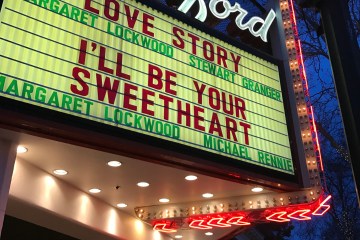 ford
LOVE STORY
MARGARET LOCKWOOD STEWART GRANGER
I'LL BE YOUR
SWEETHEART
MARGARET LOCKWOOD MICHAEL RENNIE